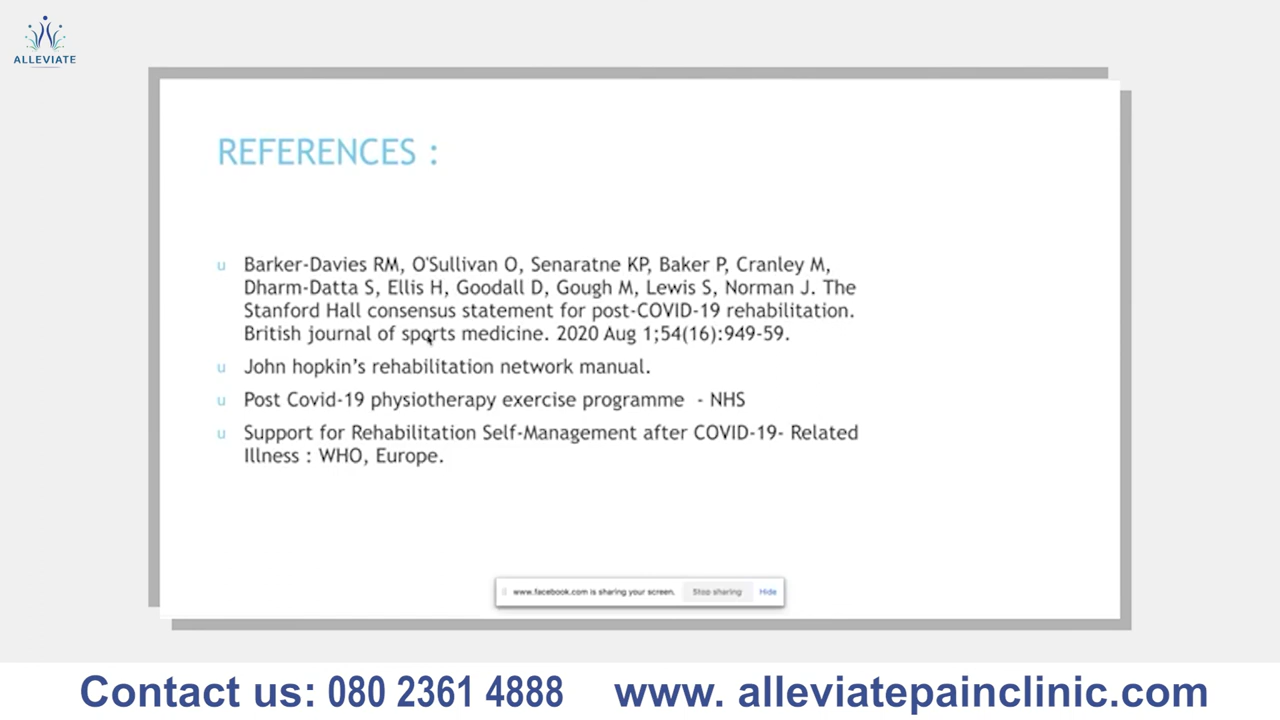 ALLEVIATE
REFERENCES :
u Barker-Davies RM, O'Sullivan O, Senaratne KP, Baker P, Cranley M,
Dharm-Datta S, Ellis H, Goodall D, Gough M, Lewis S, Norman J. The
Stanford Hall consensus statement for post-COVID-19 rehabilitation.
British journal of sports medicine. 2020 Aug 1;54(16):949-59.
u John hopkin’s rehabilitation network manual.
u Post Covid-19 physiotherapy exercise programme - NHS
u Support for Rehabilitation Self-Management after COVID-19- Related
Illness : WHO, Europe.
www.facebook.com is sharing your screen. Stop sharing Hide
Contact us: 080 2361 4888 www. alleviatepainclinic.com